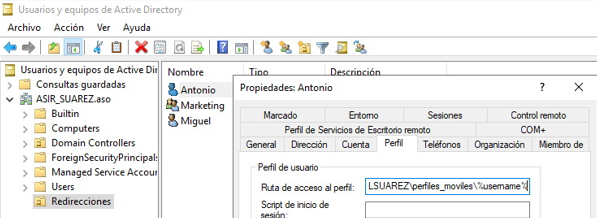 Usuarios y equipos de Active Directory
Archivo Acción Ver Ayuda
Usuarios y equipos de Active Directory
Consultas guardadas
ASIR_SUAREZ.aso
Builtin
Computers
Domain Controllers
ForeignSecurityPrincipals
Managed Service Accou
Users
Redirecciones
Nombre Tipo Descripción
Antonio
Marketing
Miguel
Propiedades: Antonio ? ×
Marcado Entorno Sesiones Control remoto
Perfil de Servicios de Escritorio remoto COM+
General Dirección Cuenta Perfil Teléfonos Organización Miembro de
Perfil de usuario
Ruta de acceso al perfil: LSUAREZ\perfiles_moviles\%username%
Script de inicio de
sesión: